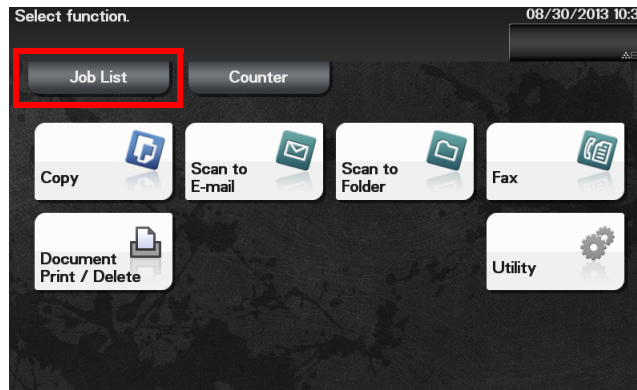 Select function.
08/30/2013 10:3
Job List
Counter
Copy
Scan to
E-mail
Scan to
Folder
Fax
Document
Print / Delete
Utility